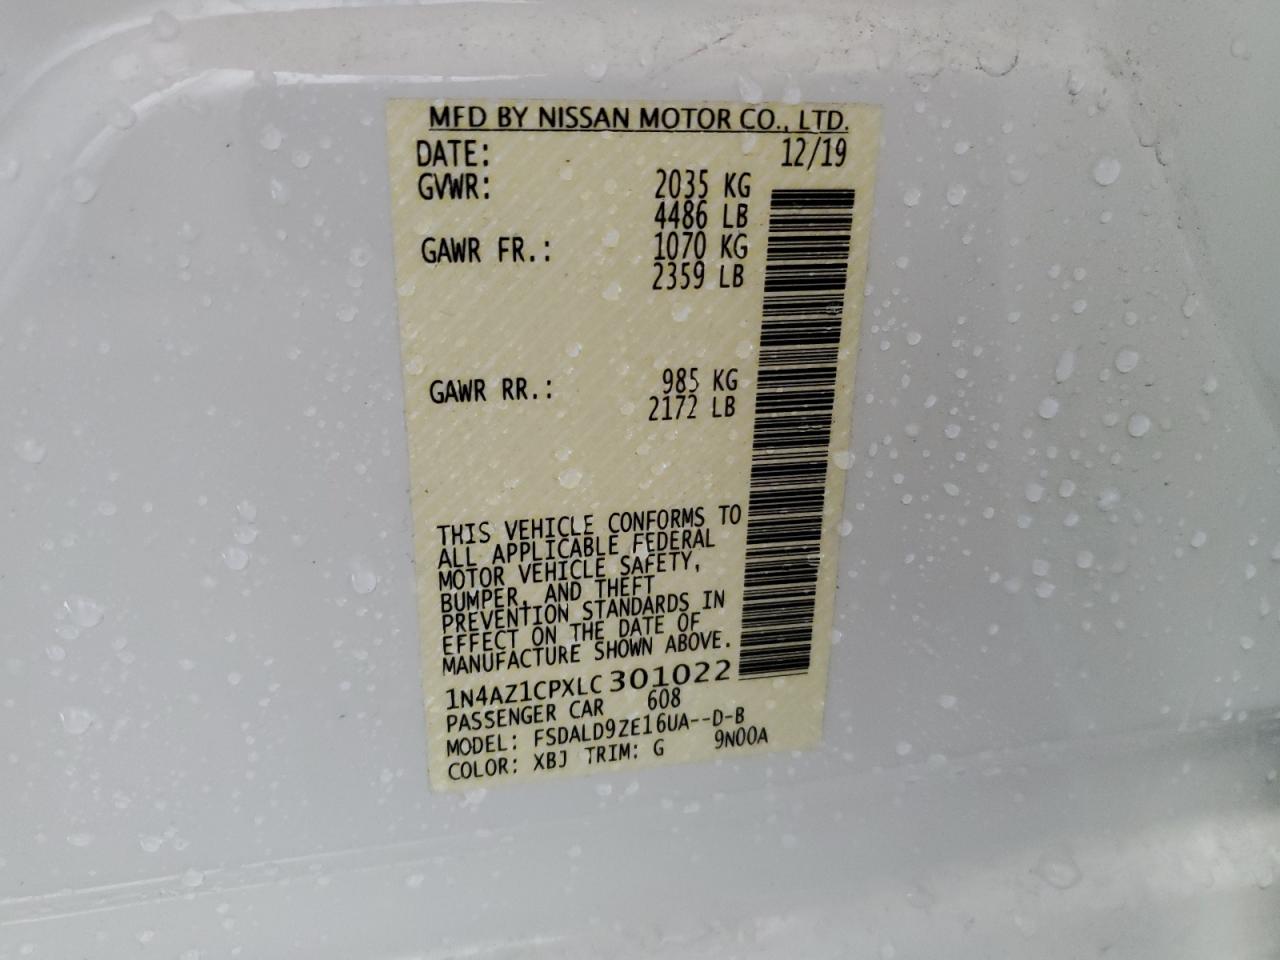 MFD BY NISSAN MOTOR CO., LTD.
DATE: 12/19
GVWR: 2035 KG
4486 LB
GAWR FR.: 1070 KG
2359 LB
GAWR RR.: 985 KG
2172 LB
THIS VEHICLE CONFORMS TO
ALL APPLICABLE FEDERAL
MOTOR VEHICLE SAFETY,
BUMPER, AND THEFT
PREVENTION STANDARDS IN
EFFECT ON THE DATE OF
MANUFACTURE SHOWN ABOVE.
1N4AZ1CPXLC301022
PASSENGER CAR 608
MODEL: FSDALD9ZE16UA--D-B
COLOR: XBJ TRIM: G 9N00A